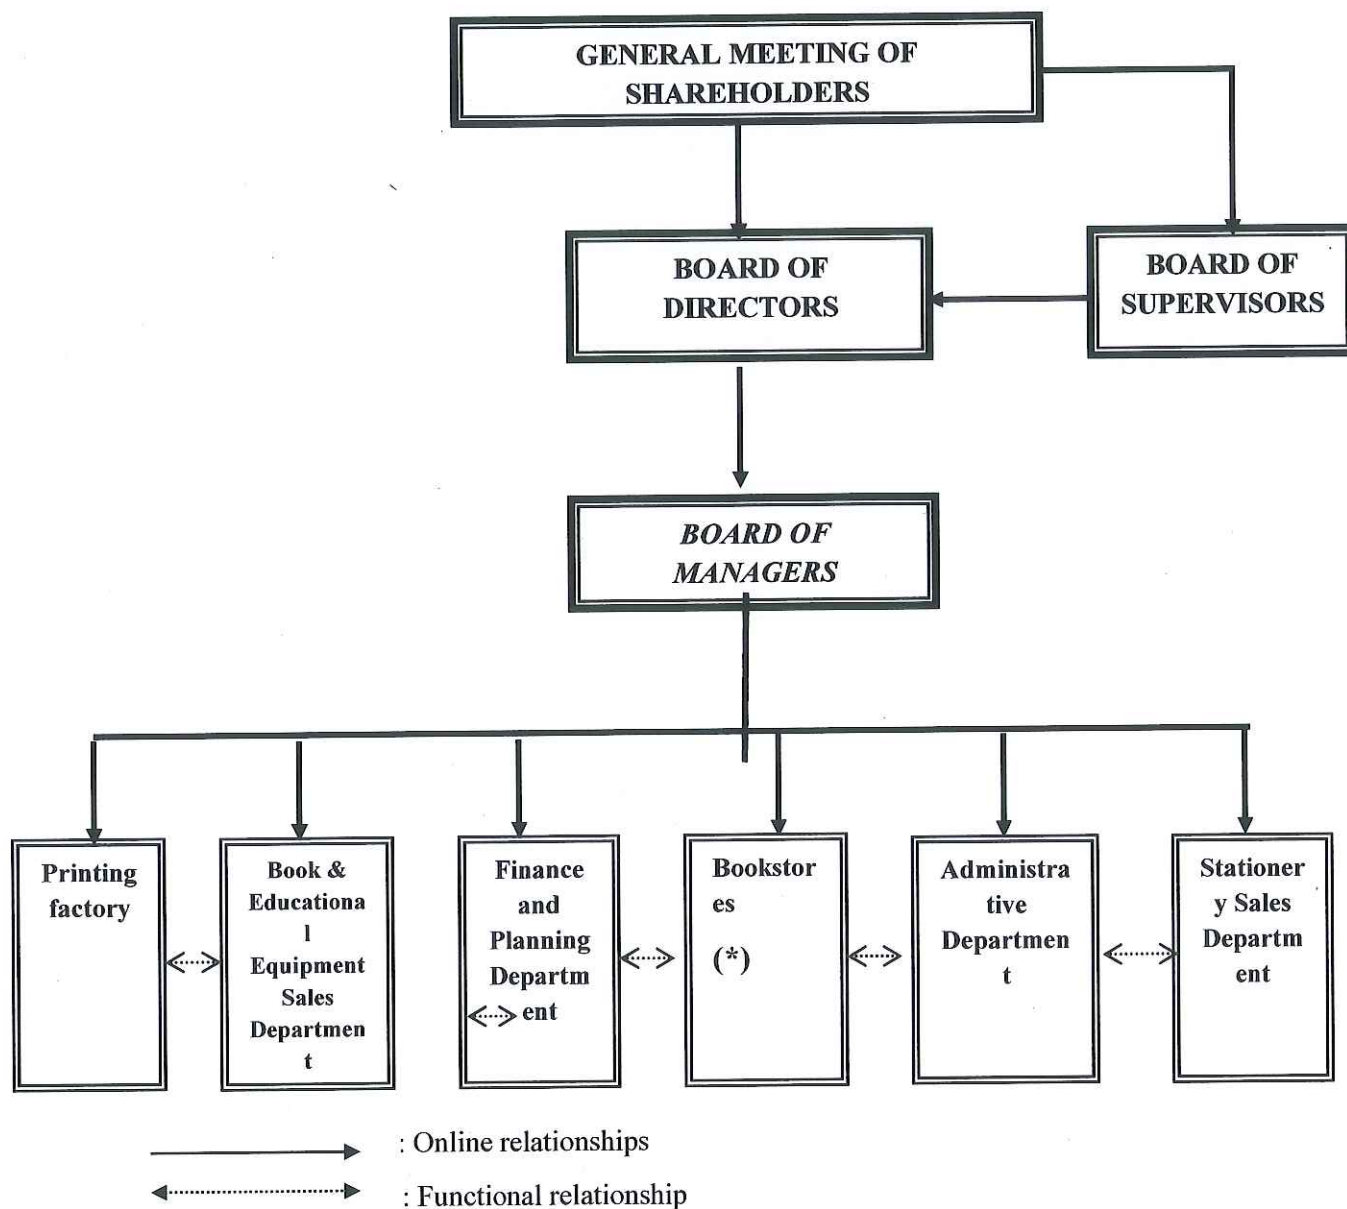 GENERAL MEETING OF
SHAREHOLDERS
BOARD OF
DIRECTORS
BOARD OF
SUPERVISORS
BOARD OF
MANAGERS
Printing
factory
Book &
Educationa
l
Equipment
Sales
Departmen
t
Finance
and
Planning
Departm
ent
Bookstor
es
(*)
Administra
tive
Departmen
t
Stationer
y Sales
Departm
ent
: Online relationships
: Functional relationship